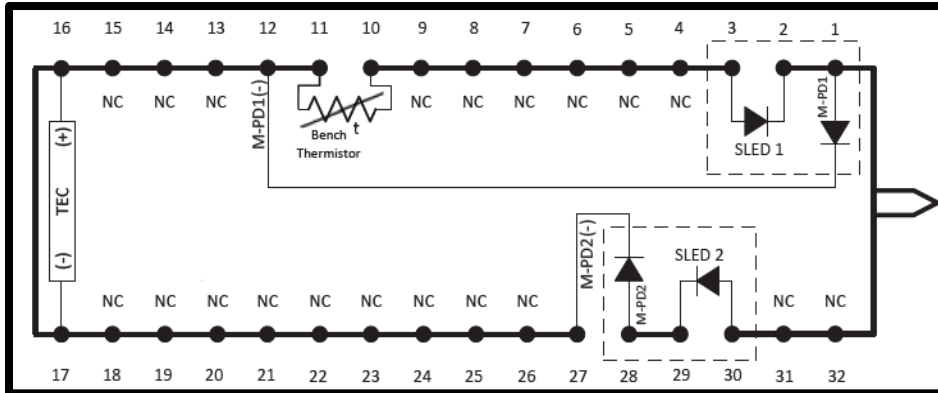 16 15 14 13 12 11 10 9 8 7 6 5 4 3 2 1
NC NC NC M-PD1(-) NC NC NC NC NC NC M-PD1
t
Bench
Thermistor
SLED 1
(+)
TEC
(-)
M-PD2(-)
SLED 2
M-PD2
NC NC NC NC NC NC NC NC NC NC NC
17 18 19 20 21 22 23 24 25 26 27 28 29 30 31 32